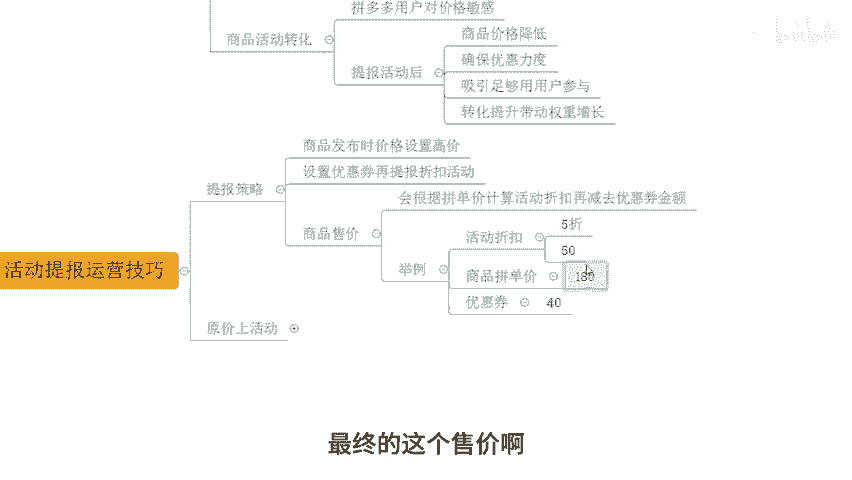 拼多多用户对价格敏感
商品活动转化
商品价格降低
确保优惠力度
提报活动后
吸引足够用用户参与
转化提升带动权重增长
商品发布时价格设置高价
设置优惠券再提报折扣活动
提报策略
会根据拼单价计算活动折扣再减去优惠券金额
商品售价
5折
活动折扣
50
活动提报运营技巧
举例
商品拼单价
优惠券 40
原价上活动
最终的这个售价啊